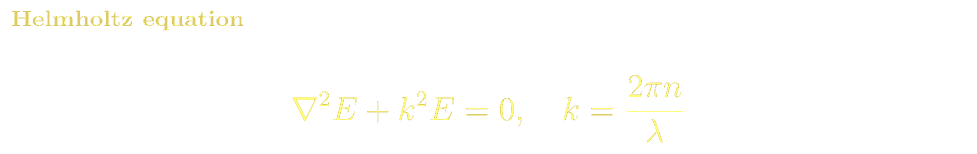 Helmholtz equation
∇²E + k²E = 0, k = 2πn/λ